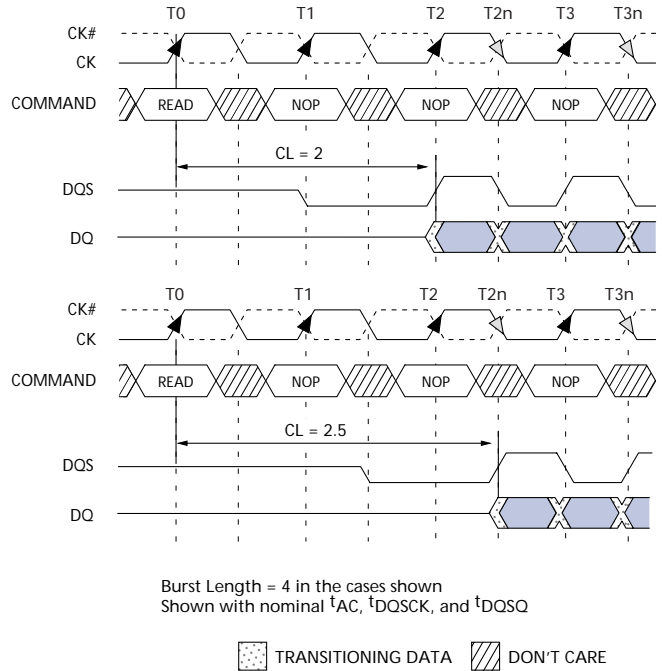 T0 T1 T2 T2n T3 T3n
CK#
CK
COMMAND READ NOP NOP NOP
CL = 2
DQS
DQ
T0 T1 T2 T2n T3 T3n
CK#
CK
COMMAND READ NOP NOP NOP
CL = 2.5
DQS
DQ
Burst Length = 4 in the cases shown
Shown with nominal tAC, tDQSCK, and tDQSQ
TRANSITIONING DATA DON'T CARE